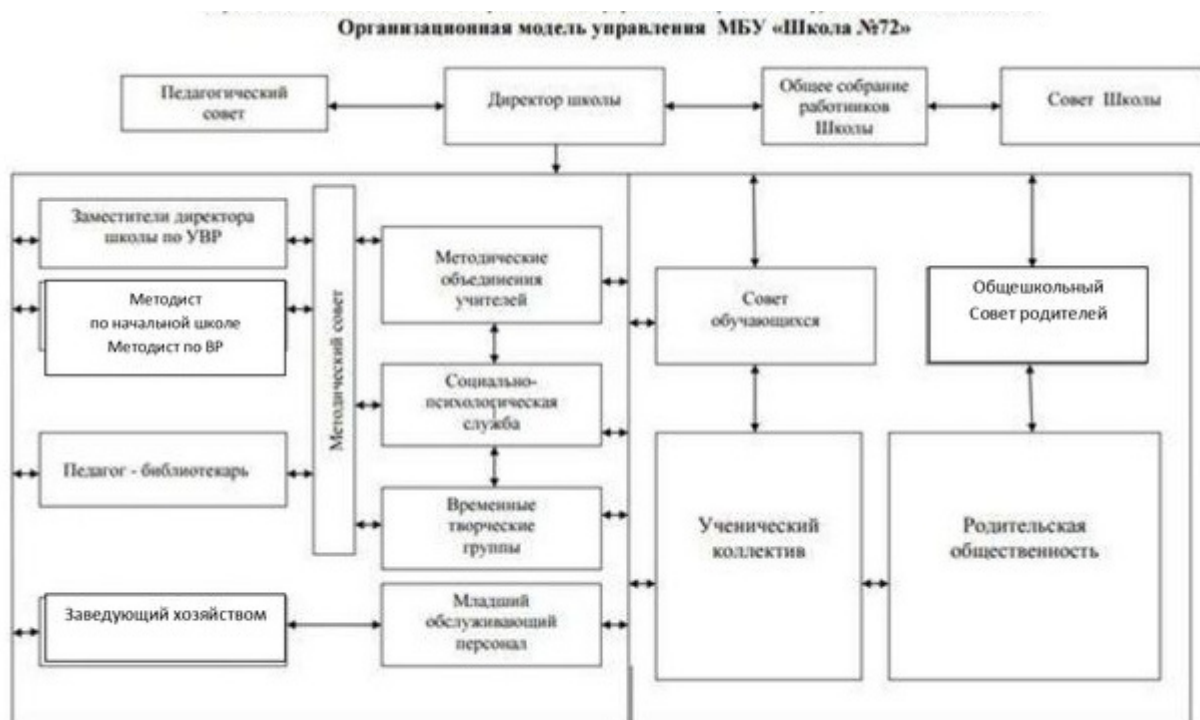 Организационная модель управления МБУ «Школа №72»
Педагогический
совет
Директор школы
Общее собрание
работников
Школы
Совет Школы
Заместители директора
школы по УВР
Методист
по начальной школе
Методист по ВР
Педагог - библиотекарь
Заведующий хозяйством
Методический совет
Методические
объединения
учителей
Социально-
психологическая
служба
Временные
творческие
группы
Младший
обслуживающий
персонал
Совет
обучающихся
Общешкольный
Совет родителей
Ученический
коллектив
Родительская
общественность